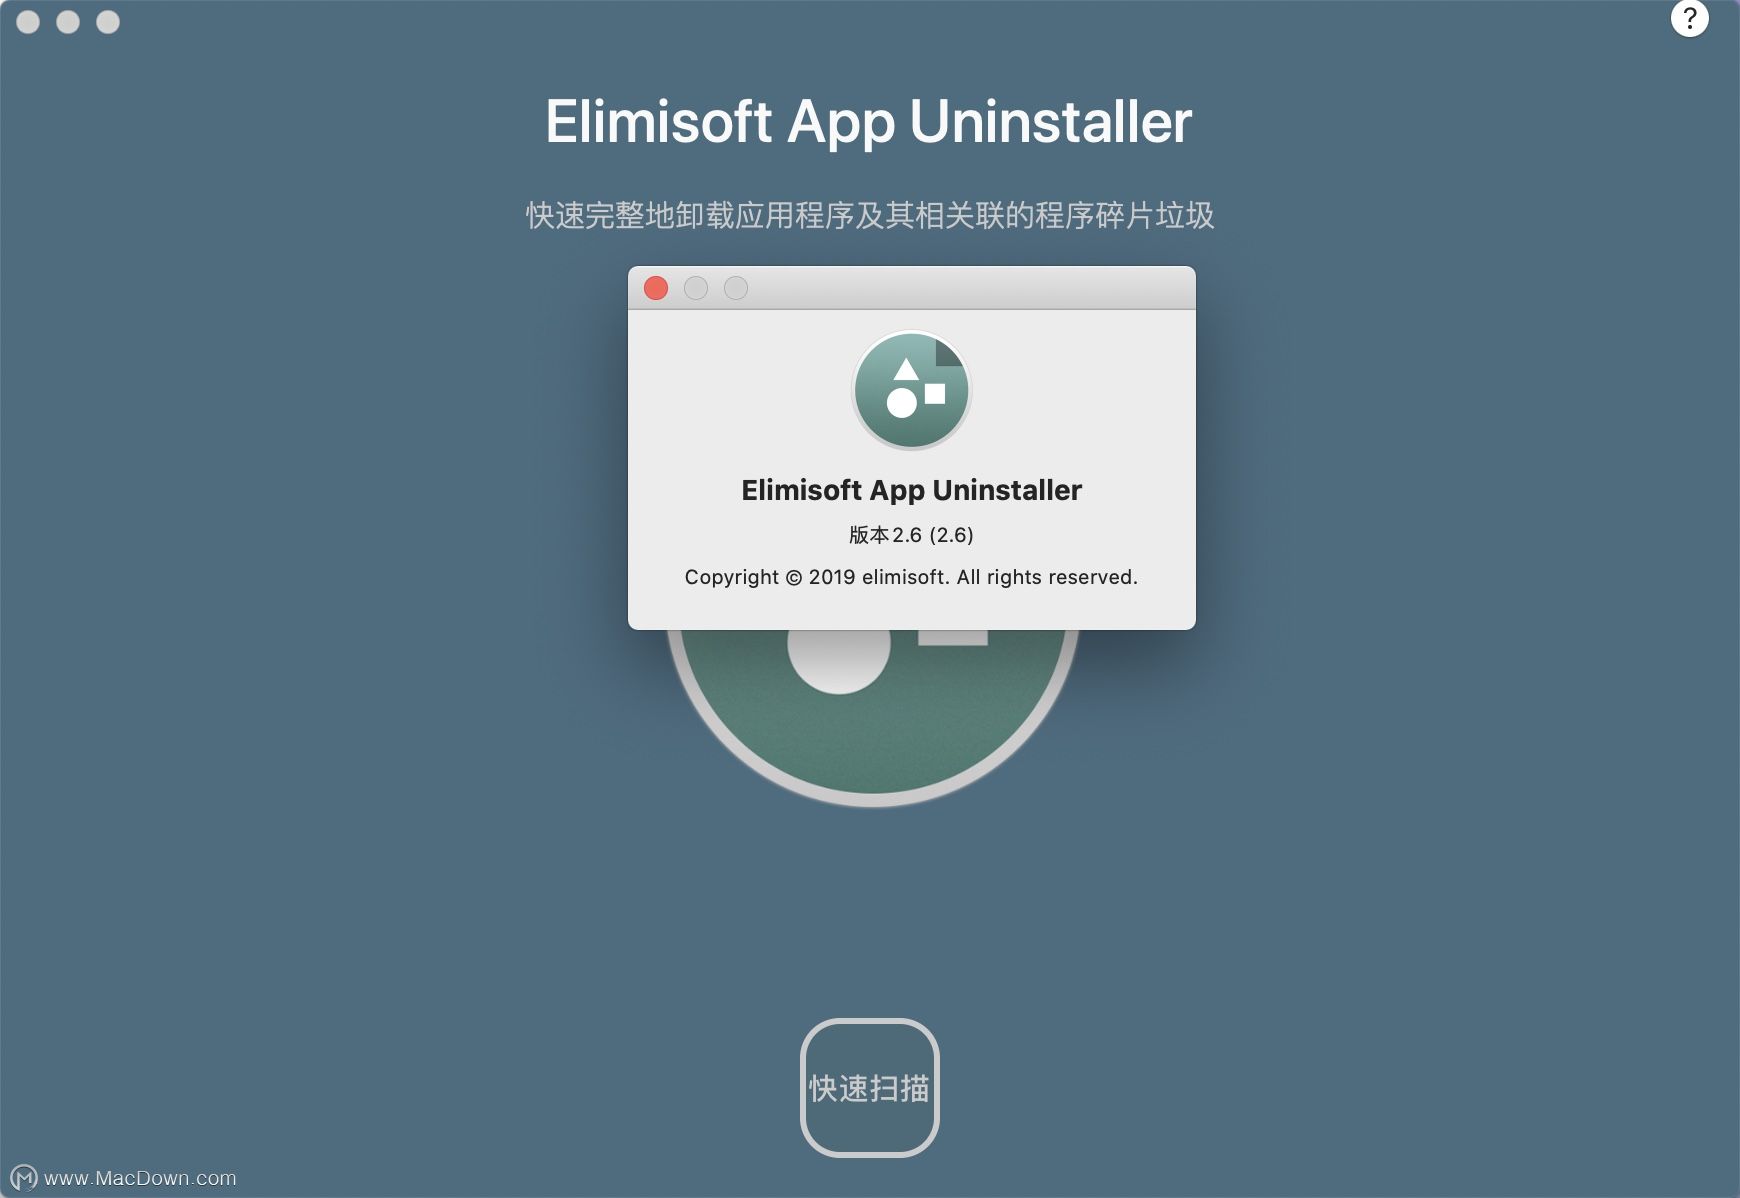 ?
Elimisoft App Uninstaller
快速完整地卸载应用程序及其相关联的程序碎片垃圾
Elimisoft App Uninstaller
版本2.6 (2.6)
Copyright © 2019 elimisoft. All rights reserved.
快速扫描
www.MacDown.com